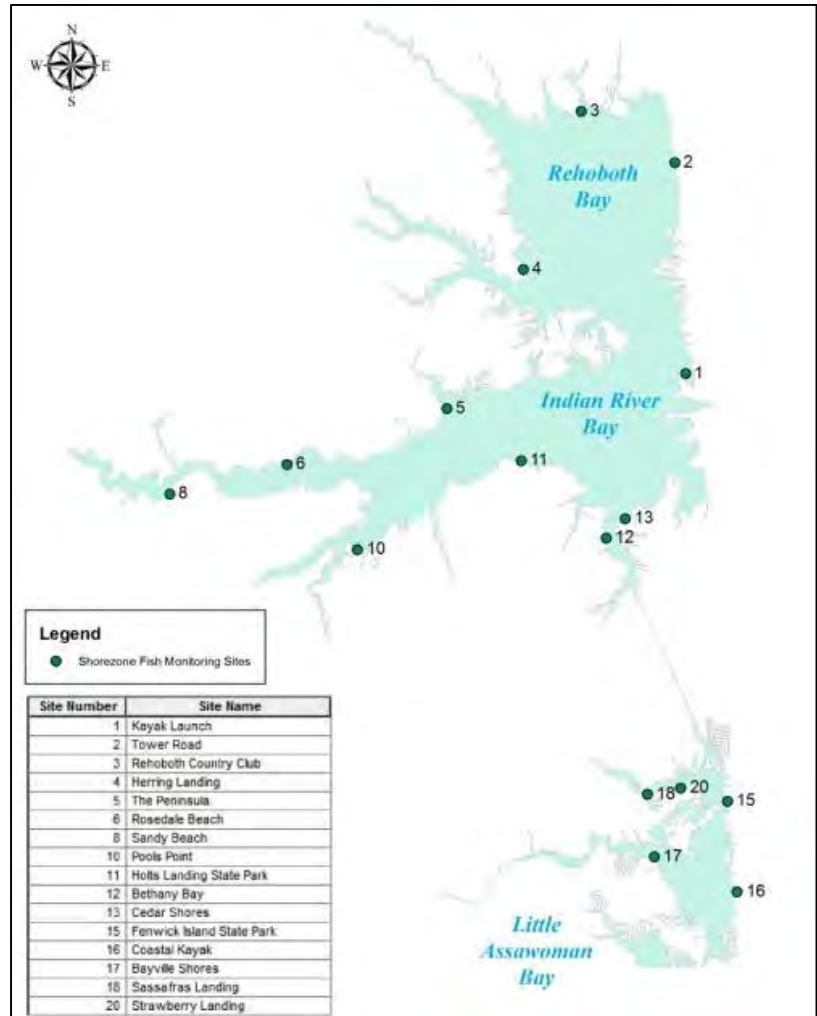 N
W E
S
3
2
Rehoboth
Bay
4
1
5
Indian River
Bay
11
6
8
13
12
10
Legend
Shorezone Fish Monitoring Sites
Site Number Site Name
1 Kayak Launch
2 Tower Road
3 Rehoboth Country Club
4 Herring Landing
5 The Peninsula
6 Rosedale Beach
8 Sandy Beach
10 Pools Point
11 Holts Landing State Park
12 Bethany Bay
13 Cedar Shores
15 Fenwick Island State Park
16 Coastal Kayak
17 Bayville Shores
18 Sassafras Landing
20 Strawberry Landing
18
20
15
17
16
Little
Assawoman
Bay